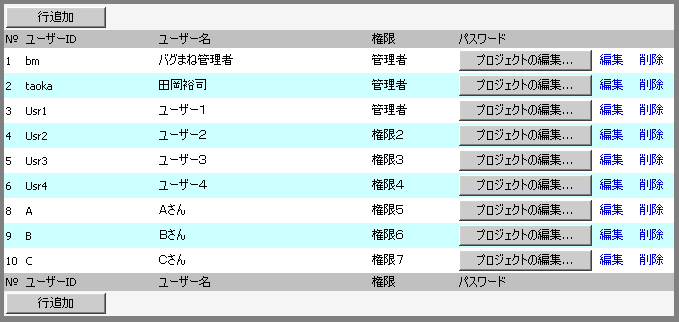 行追加
№ ユーザーID ユーザー名 権限 パスワード
1 bm バグまね管理者 管理者 プロジェクトの編集... 編集 削除
2 taoka 田岡裕司 管理者 プロジェクトの編集... 編集 削除
3 Usr1 ユーザー１ 管理者 プロジェクトの編集... 編集 削除
4 Usr2 ユーザー２ 権限２ プロジェクトの編集... 編集 削除
5 Usr3 ユーザー３ 権限３ プロジェクトの編集... 編集 削除
6 Usr4 ユーザー４ 権限４ プロジェクトの編集... 編集 削除
8 A Aさん 権限５ プロジェクトの編集... 編集 削除
9 B Bさん 権限６ プロジェクトの編集... 編集 削除
10 C Cさん 権限７ プロジェクトの編集... 編集 削除
№ ユーザーID ユーザー名 権限 パスワード
行追加